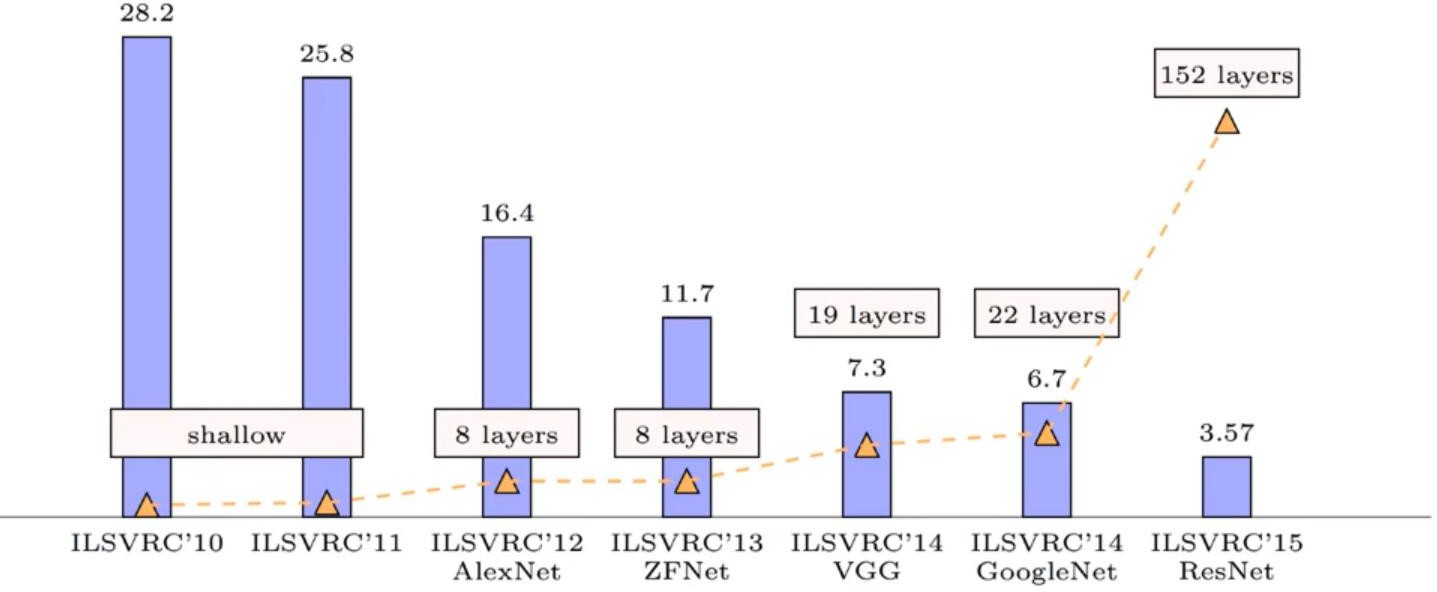 28.2
25.8
16.4
11.7
7.3
6.7
3.57
152 layers
19 layers
22 layers
shallow
8 layers
8 layers
ILSVRC'10
ILSVRC'11
ILSVRC'12
AlexNet
ILSVRC'13
ZFNet
ILSVRC'14
VGG
ILSVRC'14
GoogleNet
ILSVRC'15
ResNet